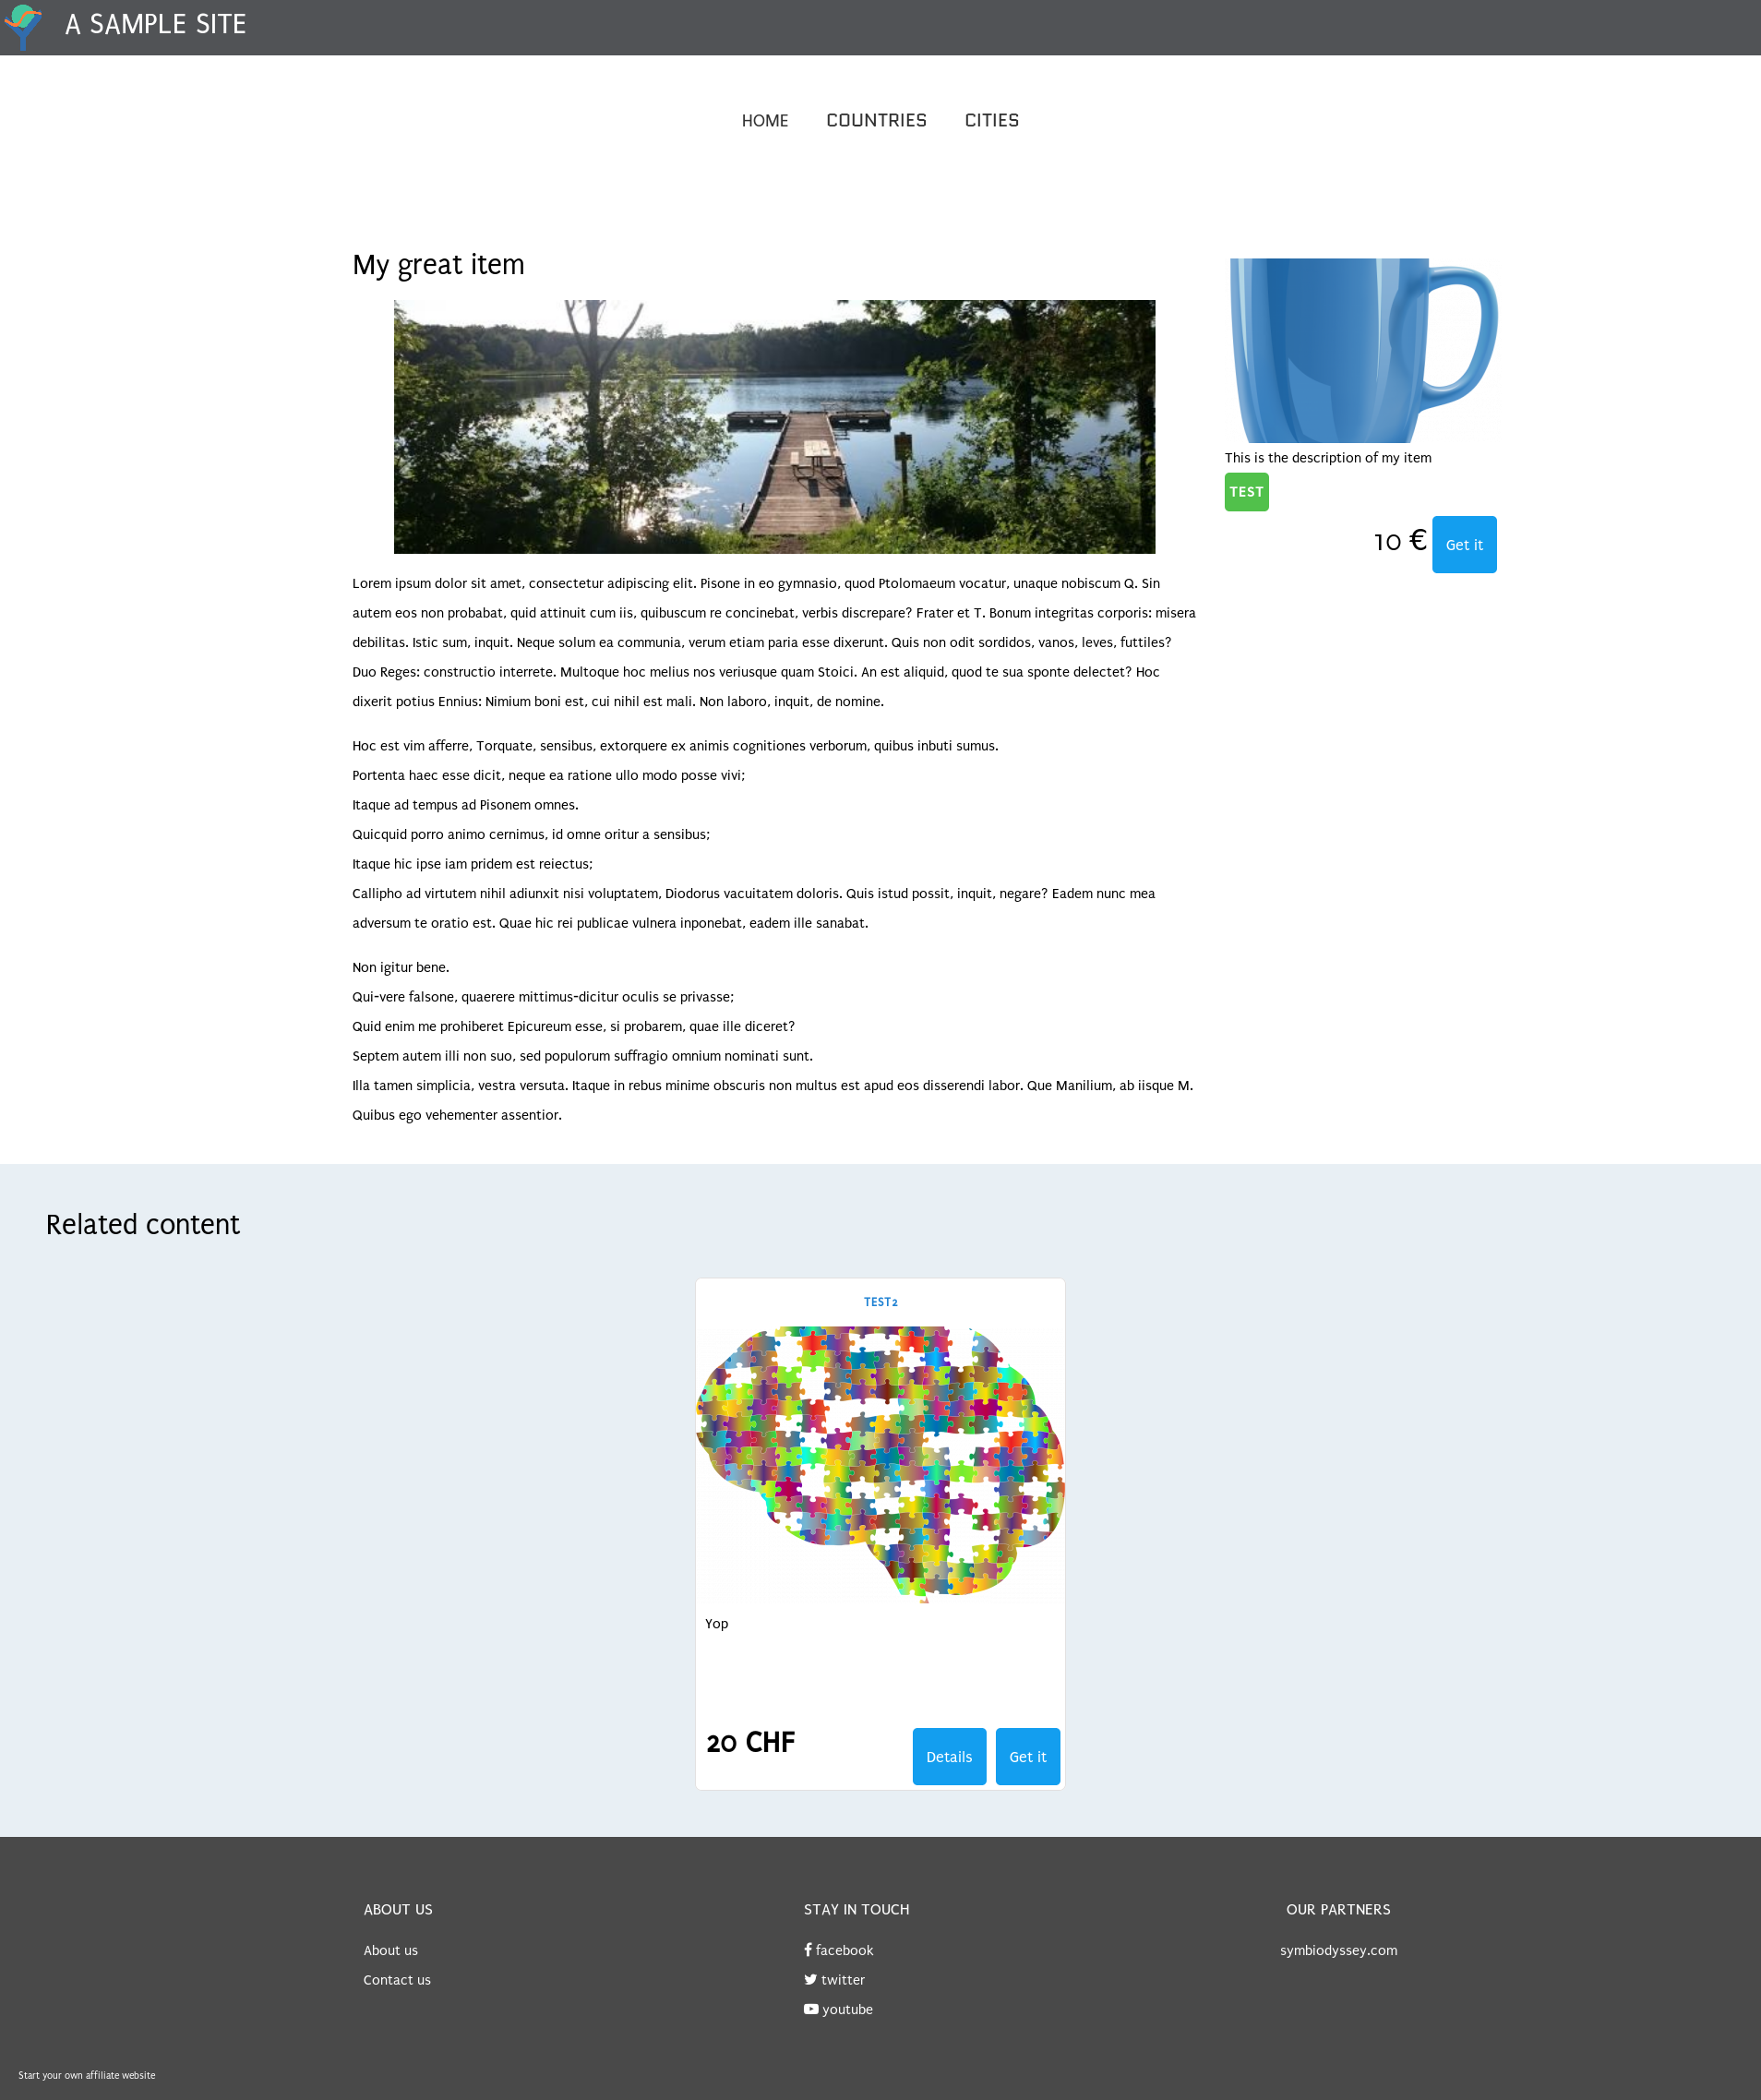 A SAMPLE SITE
HOME COUNTRIES CITIES
My great item
Lorem ipsum dolor sit amet, consectetur adipiscing elit. Pisone in eo gymnasio, quod Ptolomaeum vocatur, unaque nobiscum Q. Sin
autem eos non probabat, quid attinuit cum iis, quibuscum re concinebat, verbis discrepare? Frater et T. Bonum integritas corporis: misera
debilitas. Istic sum, inquit. Neque solum ea communia, verum etiam paria esse dixerunt. Quis non odit sordidos, vanos, leves, futtiles?
Duo Reges: constructio interrete. Multoque hoc melius nos veriusque quam Stoici. An est aliquid, quod te sua sponte delectet? Hoc
dixerit potius Ennius: Nimium boni est, cui nihil est mali. Non laboro, inquit, de nomine.
Hoc est vim afferre, Torquate, sensibus, extorquere ex animis cognitiones verborum, quibus inbuti sumus.
Portenta haec esse dicit, neque ea ratione ullo modo posse vivi;
Itaque ad tempus ad Pisonem omnes.
Quicquid porro animo cernimus, id omne oritur a sensibus;
Itaque hic ipse iam pridem est reiectus;
Callipho ad virtutem nihil adiunxit nisi voluptatem, Diodorus vacuitatem doloris. Quis istud possit, inquit, negare? Eadem nunc mea
adversum te oratio est. Quae hic rei publicae vulnera inponebat, eadem ille sanabat.
Non igitur bene.
Qui-vere falsone, quaerere mittimus-dicitur oculis se privasse;
Quid enim me prohiberet Epicureum esse, si probarem, quae ille diceret?
Septem autem illi non suo, sed populorum suffragio omnium nominati sunt.
Illa tamen simplicia, vestra versuta. Itaque in rebus minime obscuris non multus est apud eos disserendi labor. Que Manilium, ab iisque M.
Quibus ego vehementer assentior.
This is the description of my item
TEST
10 € Get it
Related content
TEST2
Yop
20 CHF Details Get it
ABOUT US
About us
Contact us
STAY IN TOUCH
facebook
twitter
youtube
OUR PARTNERS
symbiodyssey.com
Start your own affiliate website